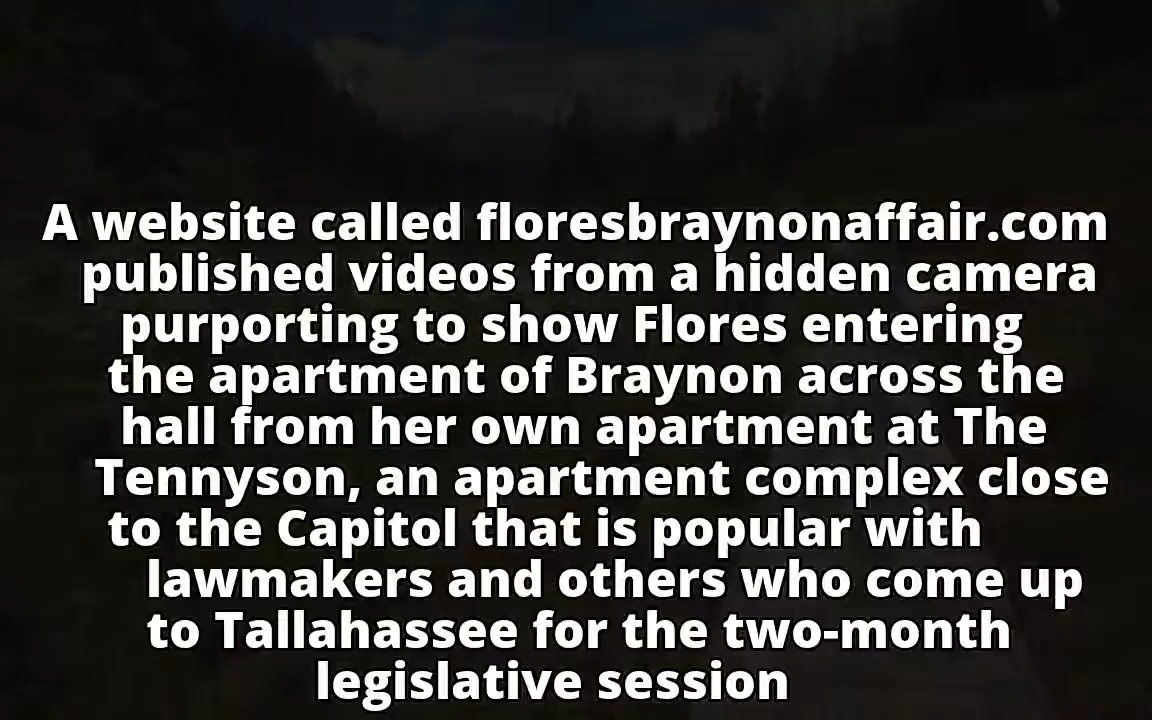 A website called floresbraynonaffair.com
published videos from a hidden camera
purporting to show Flores entering
the apartment of Braynon across the
hall from her own apartment at The
Tennyson, an apartment complex close
to the Capitol that is popular with
lawmakers and others who come up
to Tallahassee for the two-month
legislative session